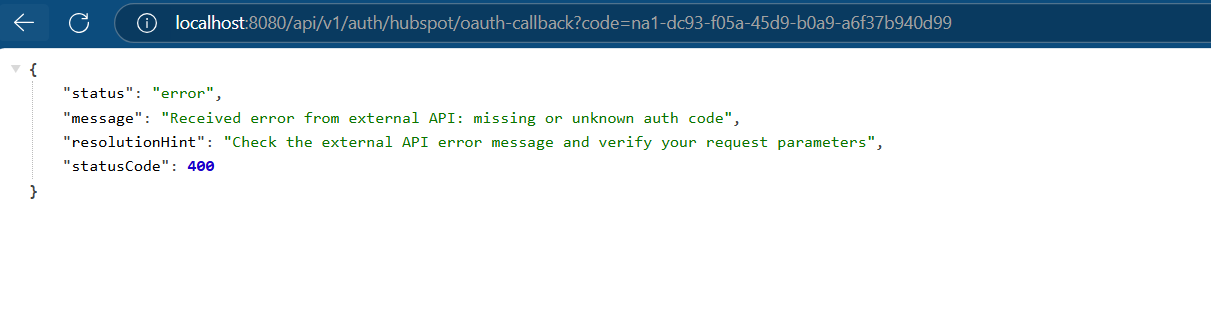 localhost:8080/api/v1/auth/hubspot/oauth-callback?code=na1-dc93-f05a-45d9-b0a9-a6f37b940d99
{
"status": "error",
"message": "Received error from external API: missing or unknown auth code",
"resolutionHint": "Check the external API error message and verify your request parameters",
"statusCode": 400
}